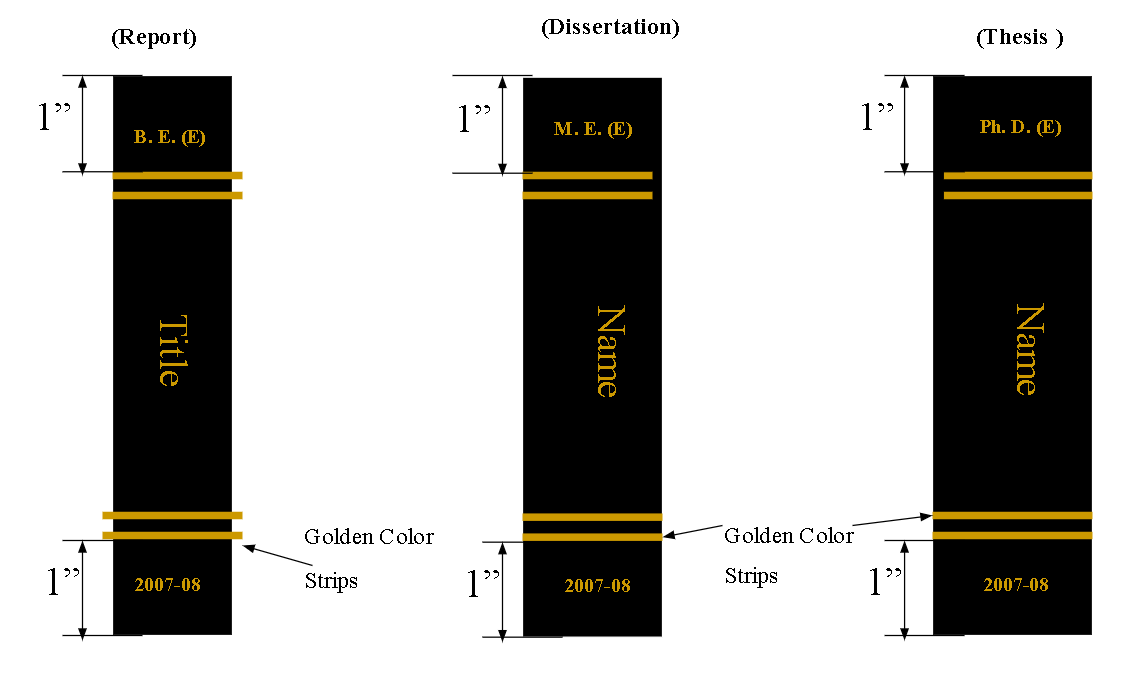 (Report)
(Dissertation)
(Thesis )
1”
B. E. (E)
1”
M. E. (E)
1”
Ph. D. (E)
Title
Name
Name
Golden Color
Strips
Golden Color
Strips
1”
2007-08
1”
2007-08
1”
2007-08